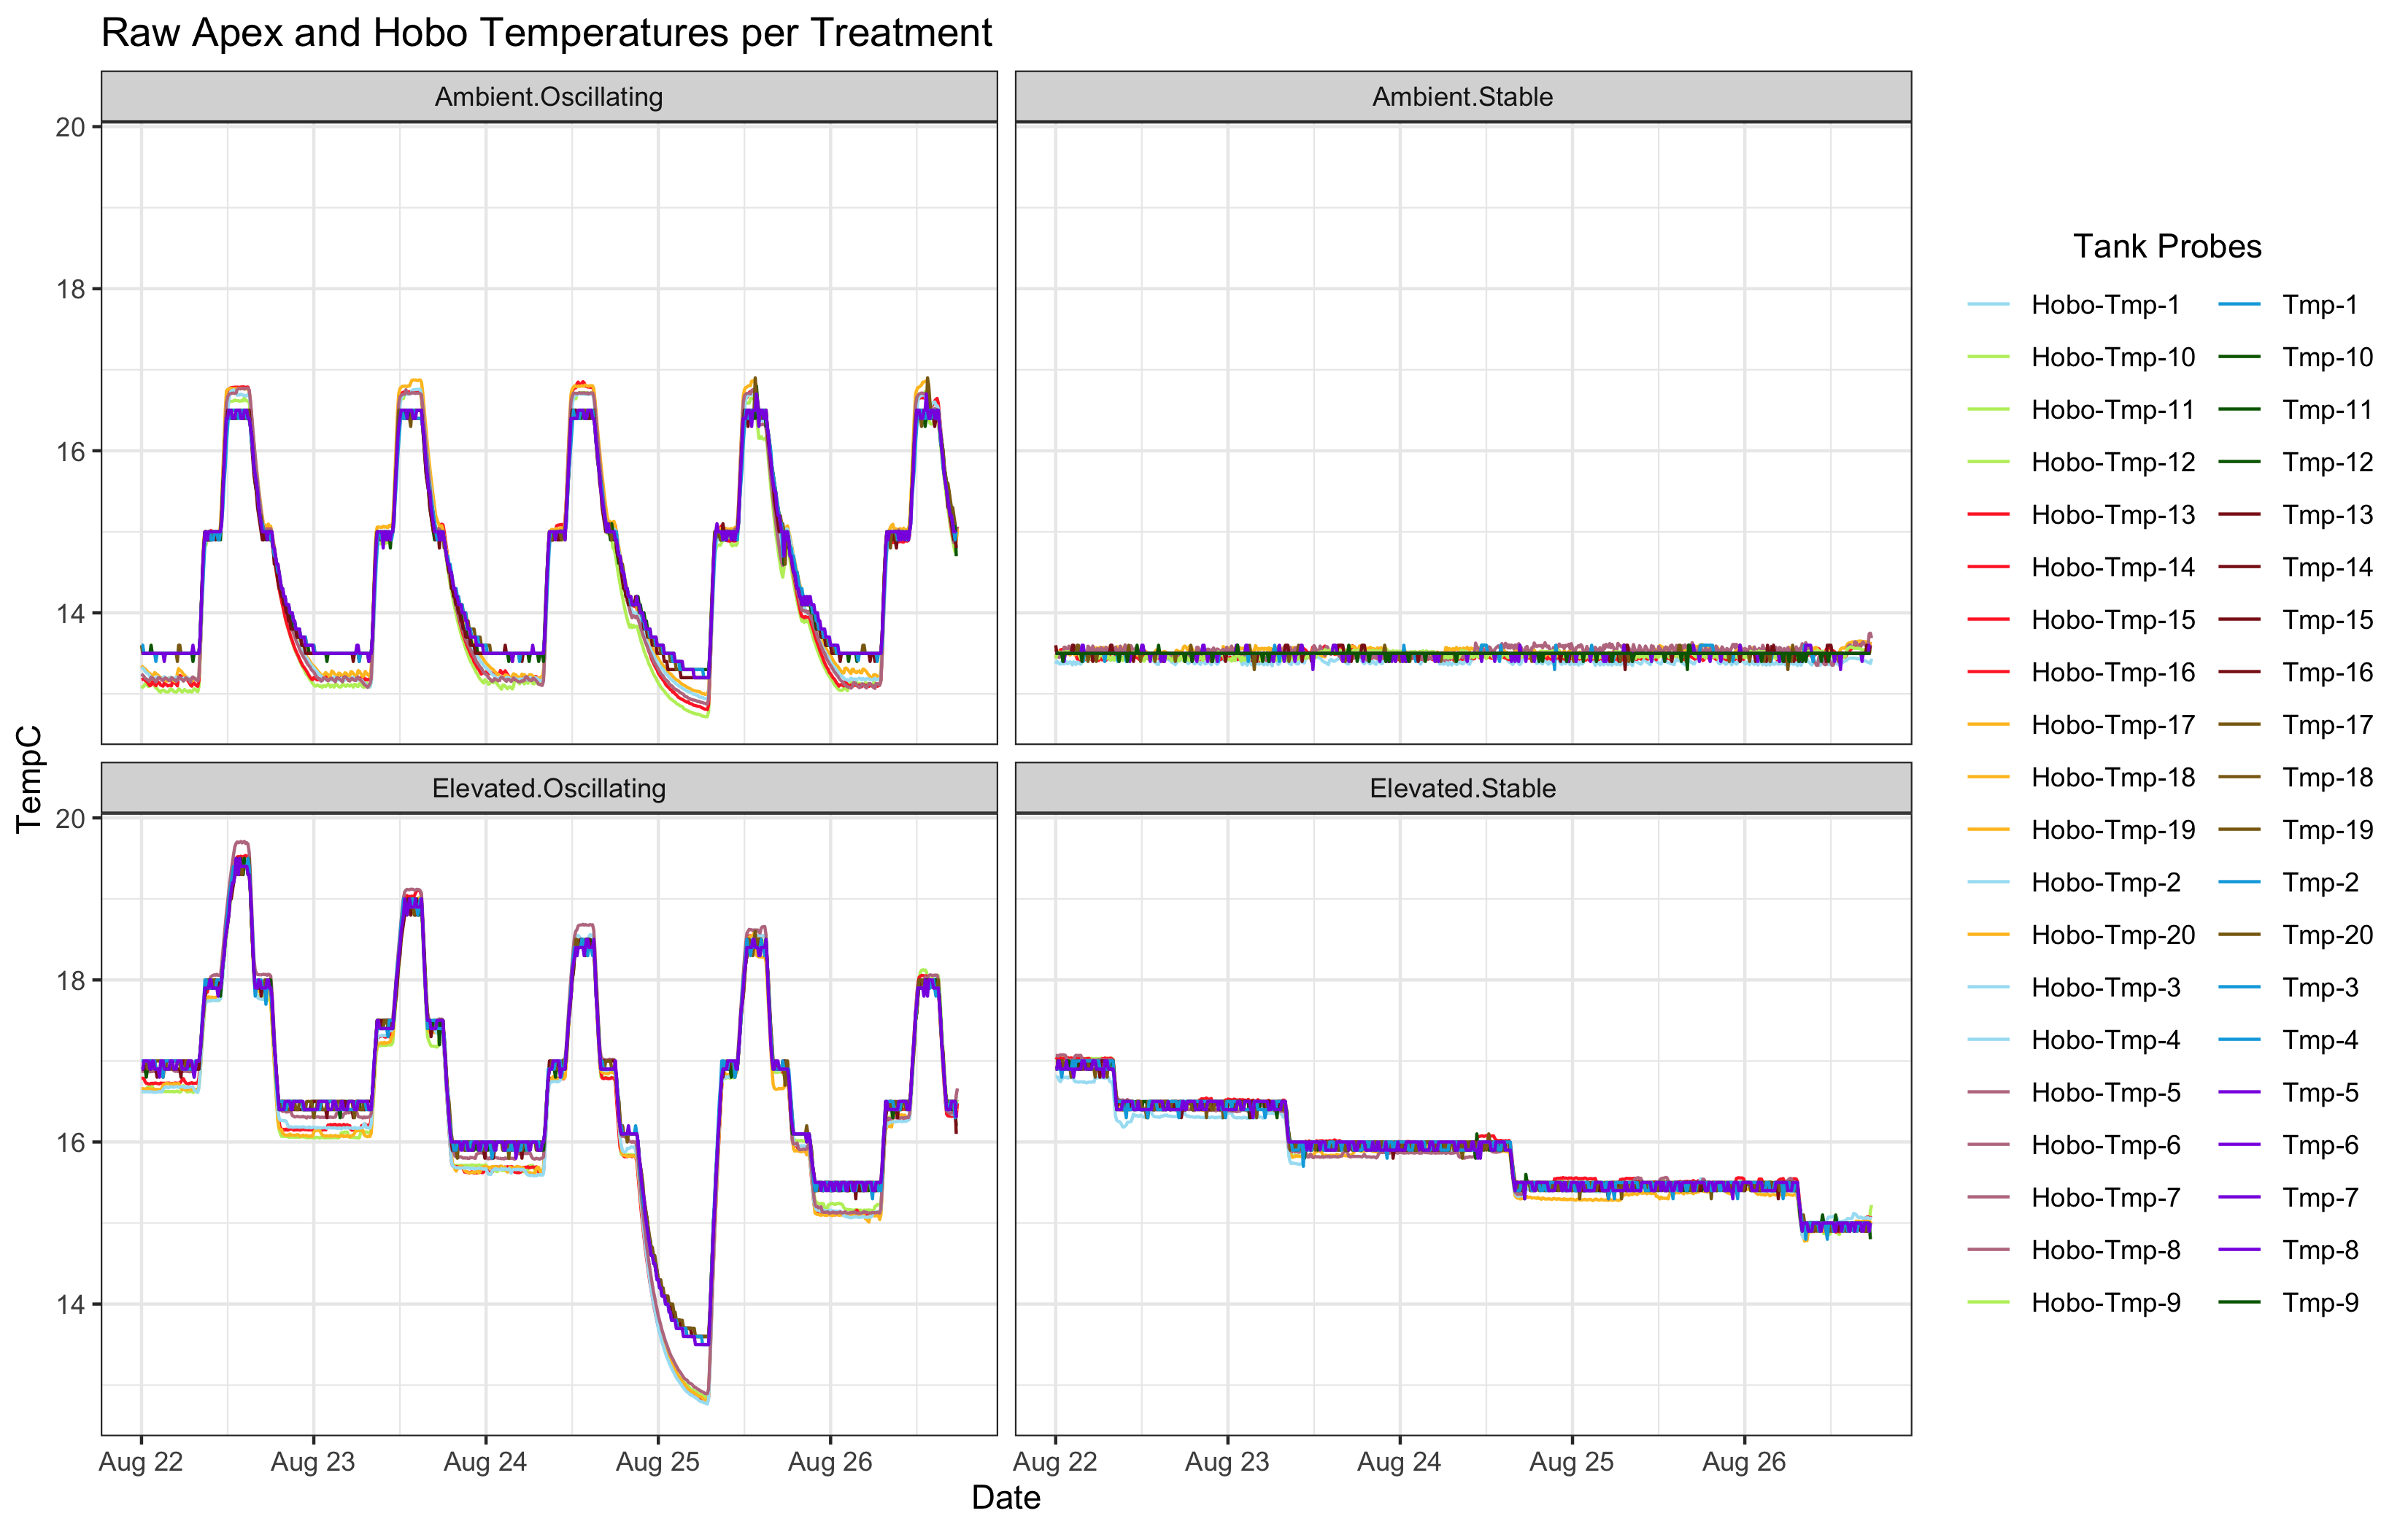 Raw Apex and Hobo Temperatures per Treatment
Ambient.Oscillating
Ambient.Stable
20
18
16
14
Elevated.Oscillating
Elevated.Stable
20
18
16
14
TempC
Aug 22 Aug 23 Aug 24 Aug 25 Aug 26
Aug 22 Aug 23 Aug 24 Aug 25 Aug 26
Date
Tank Probes
Hobo-Tmp-1 Tmp-1
Hobo-Tmp-10 Tmp-10
Hobo-Tmp-11 Tmp-11
Hobo-Tmp-12 Tmp-12
Hobo-Tmp-13 Tmp-13
Hobo-Tmp-14 Tmp-14
Hobo-Tmp-15 Tmp-15
Hobo-Tmp-16 Tmp-16
Hobo-Tmp-17 Tmp-17
Hobo-Tmp-18 Tmp-18
Hobo-Tmp-19 Tmp-19
Hobo-Tmp-2 Tmp-2
Hobo-Tmp-20 Tmp-20
Hobo-Tmp-3 Tmp-3
Hobo-Tmp-4 Tmp-4
Hobo-Tmp-5 Tmp-5
Hobo-Tmp-6 Tmp-6
Hobo-Tmp-7 Tmp-7
Hobo-Tmp-8 Tmp-8
Hobo-Tmp-9 Tmp-9